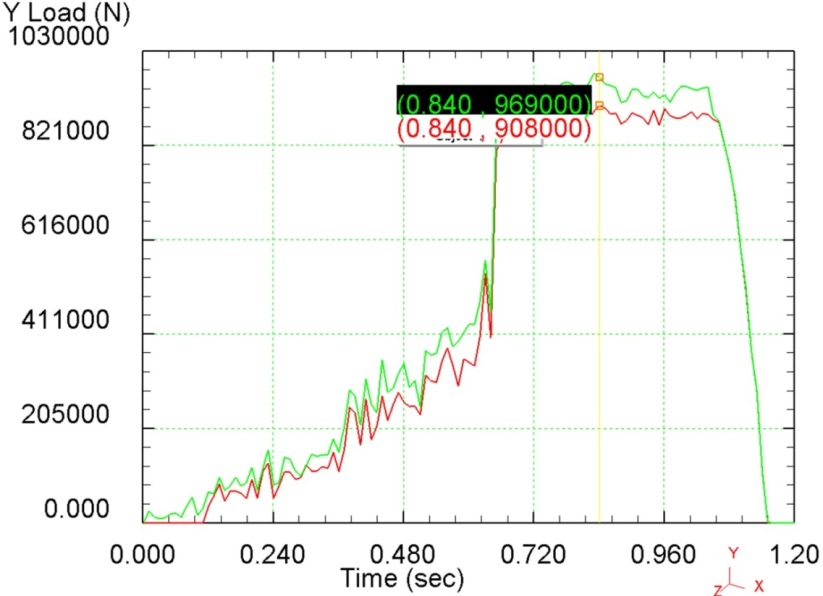 Y Load (N)
1030000
821000
616000
411000
205000
0.000
(0.840 , 969000)
(0.840 , 908000)
0.000 0.240 0.480 0.720 0.960 1.20
Time (sec)
Y
Z X